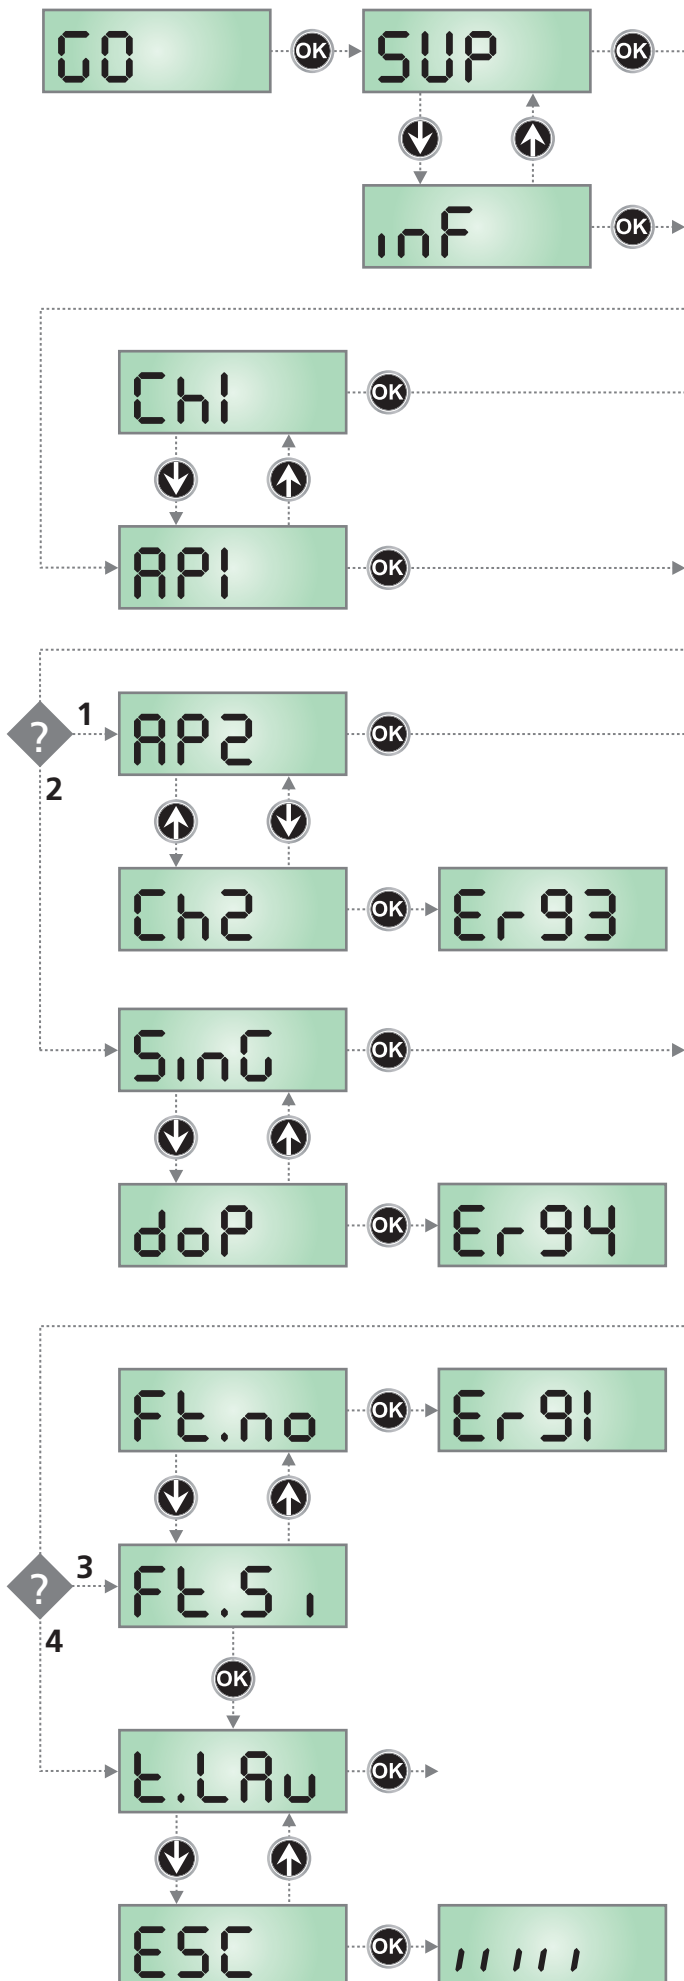 GO OK SUP OK
inF OK
Ch1 OK
AP1 OK
? 1 AP2 OK
2
Ch2 OK Er93
SinG OK
doP OK Er94
Ft.no OK Er91
? 3 Ft.Si
4
OK
t.LAv OK
ESC OK